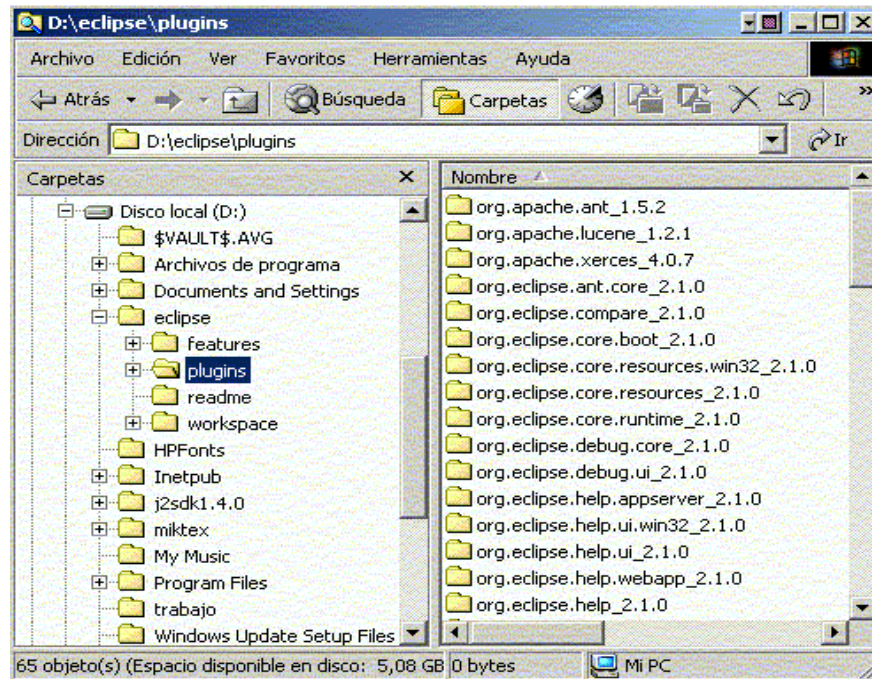 D:\eclipse\plugins
Archivo Edición Ver Favoritos Herramientas Ayuda
Atrás Búsqueda Carpetas »
Dirección D:\eclipse\plugins Ir
Carpetas
Disco local (D:)
$VAULT$.AVG
Archivos de programa
Documents and Settings
eclipse
features
plugins
readme
workspace
HPFonts
Inetpub
j2sdk1.4.0
miktex
My Music
Program Files
trabajo
Windows Update Setup Files
Nombre
org.apache.ant_1.5.2
org.apache.lucene_1.2.1
org.apache.xerces_4.0.7
org.eclipse.ant.core_2.1.0
org.eclipse.compare_2.1.0
org.eclipse.core.boot_2.1.0
org.eclipse.core.resources.win32_2.1.0
org.eclipse.core.resources_2.1.0
org.eclipse.core.runtime_2.1.0
org.eclipse.debug.core_2.1.0
org.eclipse.debug.ui_2.1.0
org.eclipse.help.appserver_2.1.0
org.eclipse.help.ui.win32_2.1.0
org.eclipse.help.ui_2.1.0
org.eclipse.help.webapp_2.1.0
org.eclipse.help_2.1.0
65 objeto(s) (Espacio disponible en disco: 5,08 GB 0 bytes Mi PC